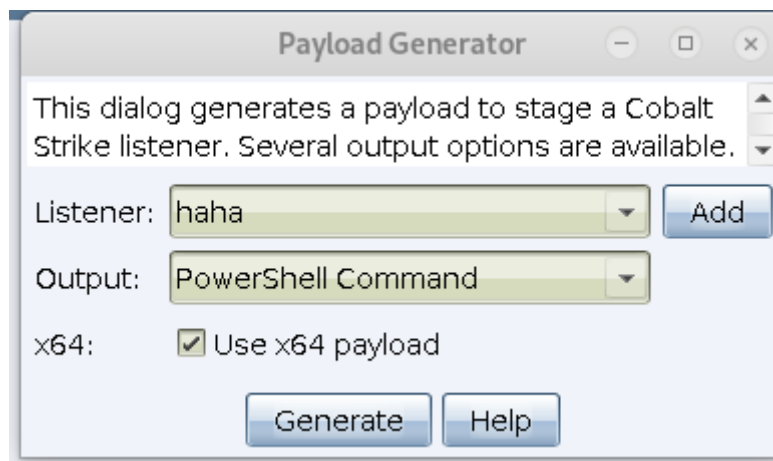 Payload Generator
This dialog generates a payload to stage a Cobalt
Strike listener. Several output options are available.
Listener: haha Add
Output: PowerShell Command
x64: Use x64 payload
Generate Help